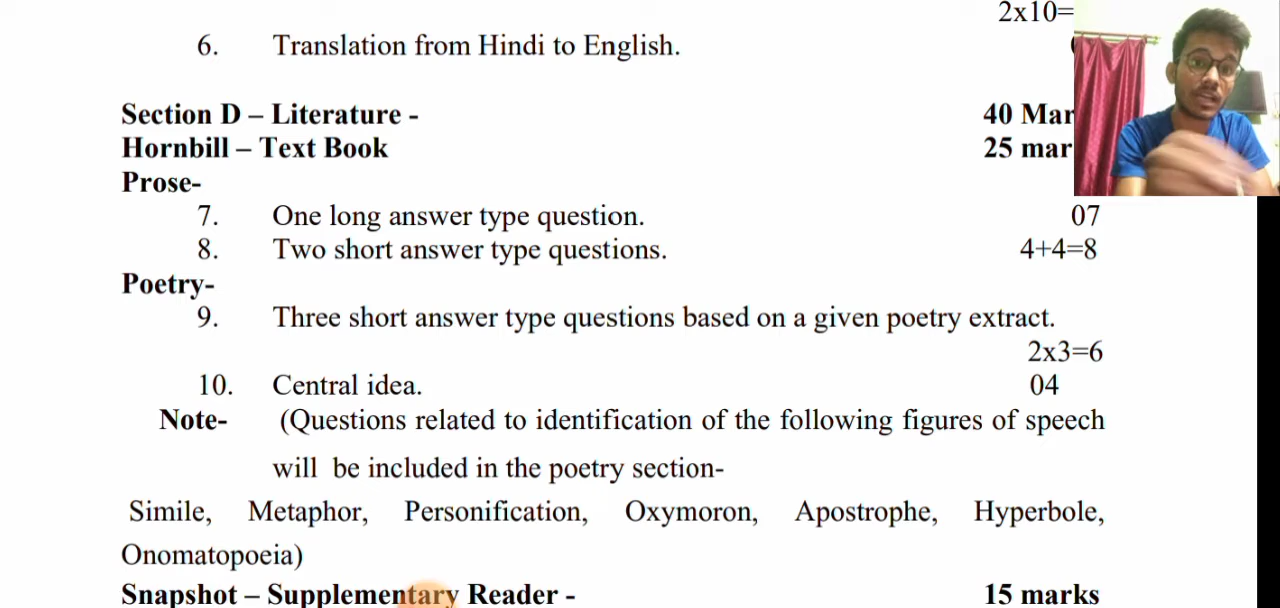 2x10=
6. Translation from Hindi to English.
Section D – Literature - 40 Mar
Hornbill – Text Book 25 mar
Prose-
7. One long answer type question. 07
8. Two short answer type questions. 4+4=8
Poetry-
9. Three short answer type questions based on a given poetry extract.
2x3=6
10. Central idea. 04
Note- (Questions related to identification of the following figures of speech
will be included in the poetry section-
Simile, Metaphor, Personification, Oxymoron, Apostrophe, Hyperbole,
Onomatopoeia)
Snapshot – Supplementary Reader - 15 marks